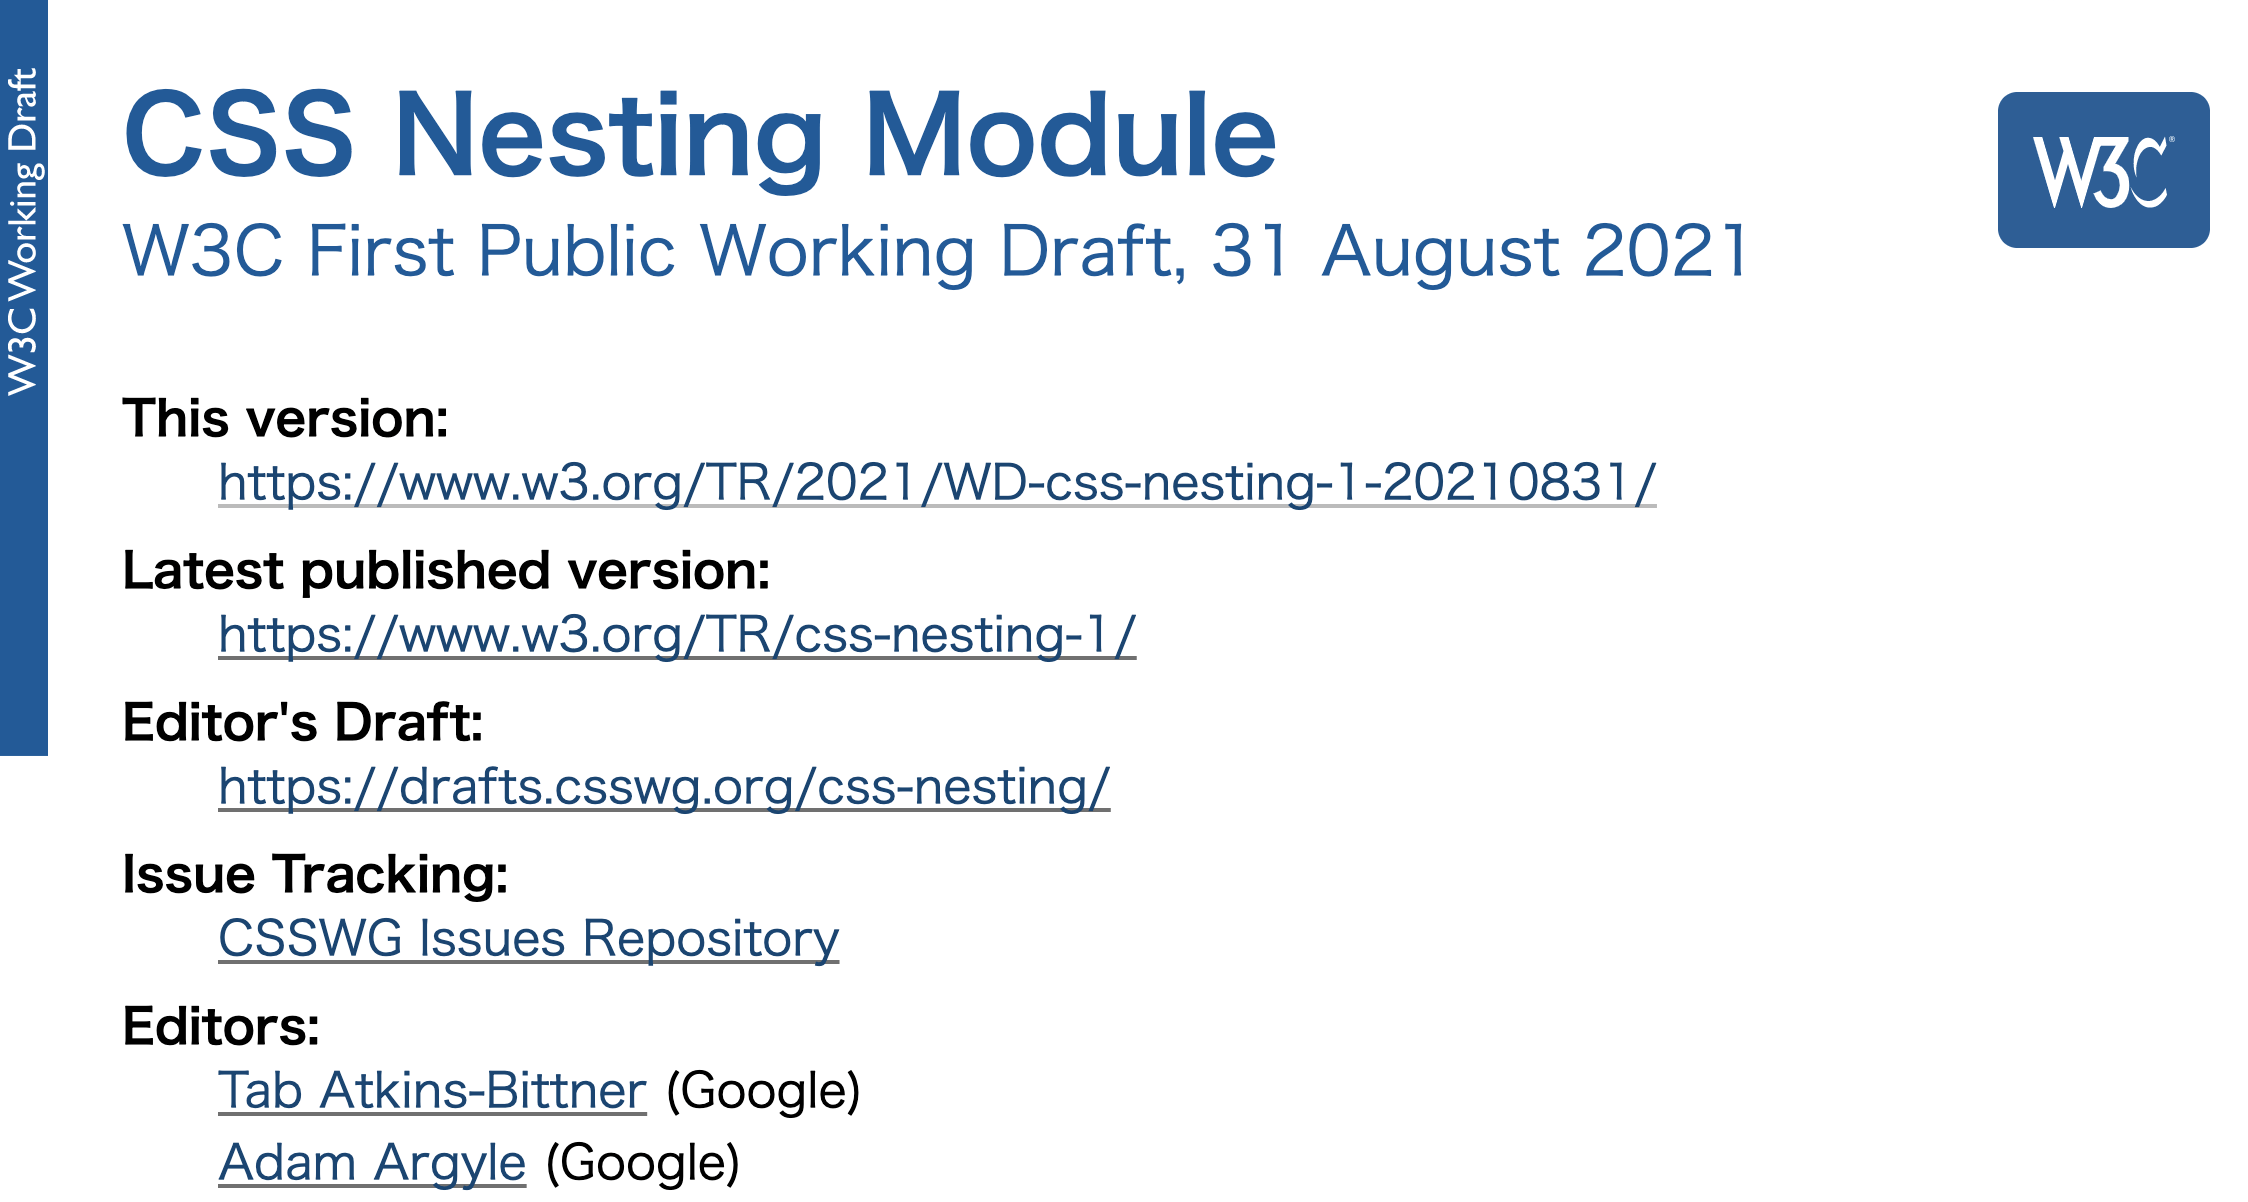 W3C Working Draft
CSS Nesting Module
W3C®
W3C First Public Working Draft, 31 August 2021
This version:
https://www.w3.org/TR/2021/WD-css-nesting-1-20210831/
Latest published version:
https://www.w3.org/TR/css-nesting-1/
Editor's Draft:
https://drafts.csswg.org/css-nesting/
Issue Tracking:
CSSWG Issues Repository
Editors:
Tab Atkins-Bittner (Google)
Adam Argyle (Google)